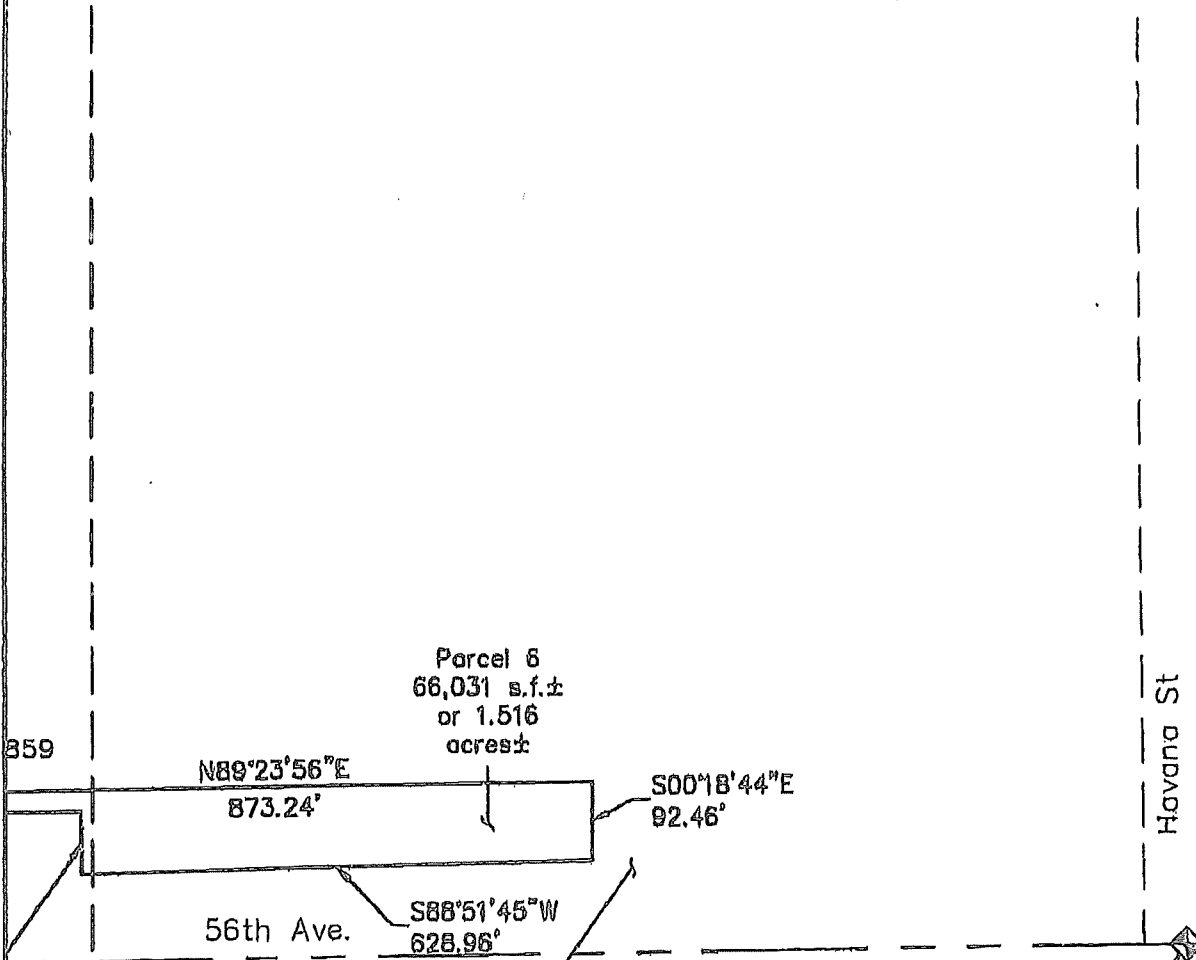 Parcel 6
66,031 s.f.±
or 1.516
acres±
859
N89°23'56"E
873.24'
S00°18'44"E
92.46'
S88°51'45"W
628.96'
56th Ave.
Havana St